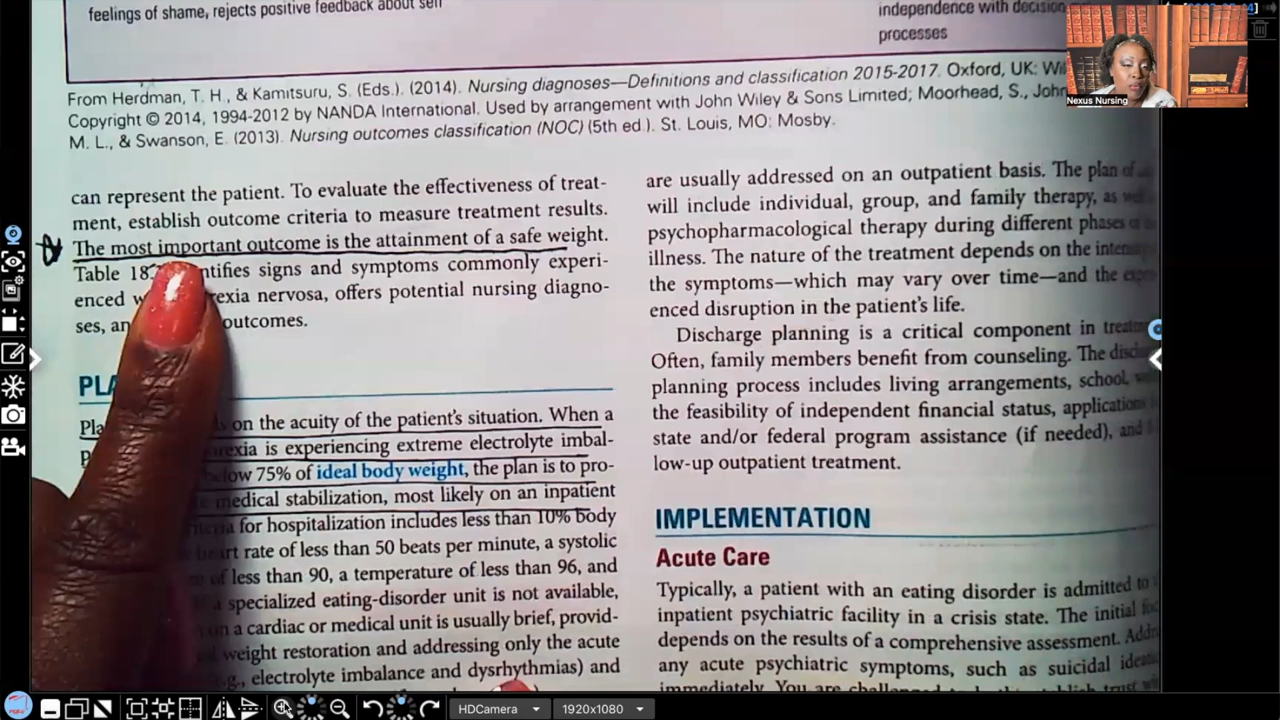 feelings of shame, rejects positive feedback about self
independence with decision
processes
Nexus Nursing
From Herdman, T. H., & Kamitsuru, S. (Eds.). (2014). Nursing diagnoses—Definitions and classification 2015-2017. Oxford, UK:
Copyright © 2014, 1994-2012 by NANDA International. Used by arrangement with John Wiley & Sons Limited; Moorhead, S.,
M. L., & Swanson, E. (2013). Nursing outcomes classification (NOC) (5th ed.). St. Louis, MO: Mosby.
can represent the patient. To evaluate the effectiveness of treat-
ment, establish outcome criteria to measure treatment results.
The most important outcome is the attainment of a safe weight.
Table 18 signs and symptoms commonly experi-
enced nervosa, offers potential nursing diagno-
ses, outcomes.
on the acuity of the patient's situation. When a
is experiencing extreme electrolyte imbal-
75% of ideal body weight, the plan is to pro-
medical stabilization, most likely on an inpatient
for hospitalization includes less than 10% body
rate of less than 50 beats per minute, a systolic
of less than 90, a temperature of less than 96, and
a specialized eating-disorder unit is not available,
on a cardiac or medical unit is usually brief, provid-
weight restoration and addressing only the acute
electrolyte imbalance and dysrhythmias) and
are usually addressed on an outpatient basis. The plan of
will include individual, group, and family therapy, as
psychopharmacological therapy during different phases of
illness. The nature of the treatment depends on the
the symptoms—which may vary over time—and the
enced disruption in the patient's life.
Discharge planning is a critical component in
Often, family members benefit from counseling. The
planning process includes living arrangements, school,
the feasibility of independent financial status,
state and/or federal program assistance (if needed), and
low-up outpatient treatment.
IMPLEMENTATION
Acute Care
Typically, a patient with an eating disorder is admitted to
inpatient psychiatric facility in a crisis state. The initial
depends on the results of a comprehensive assessment.
any acute psychiatric symptoms, such as suicidal
immediately. You are
HDCamera
1920x1080